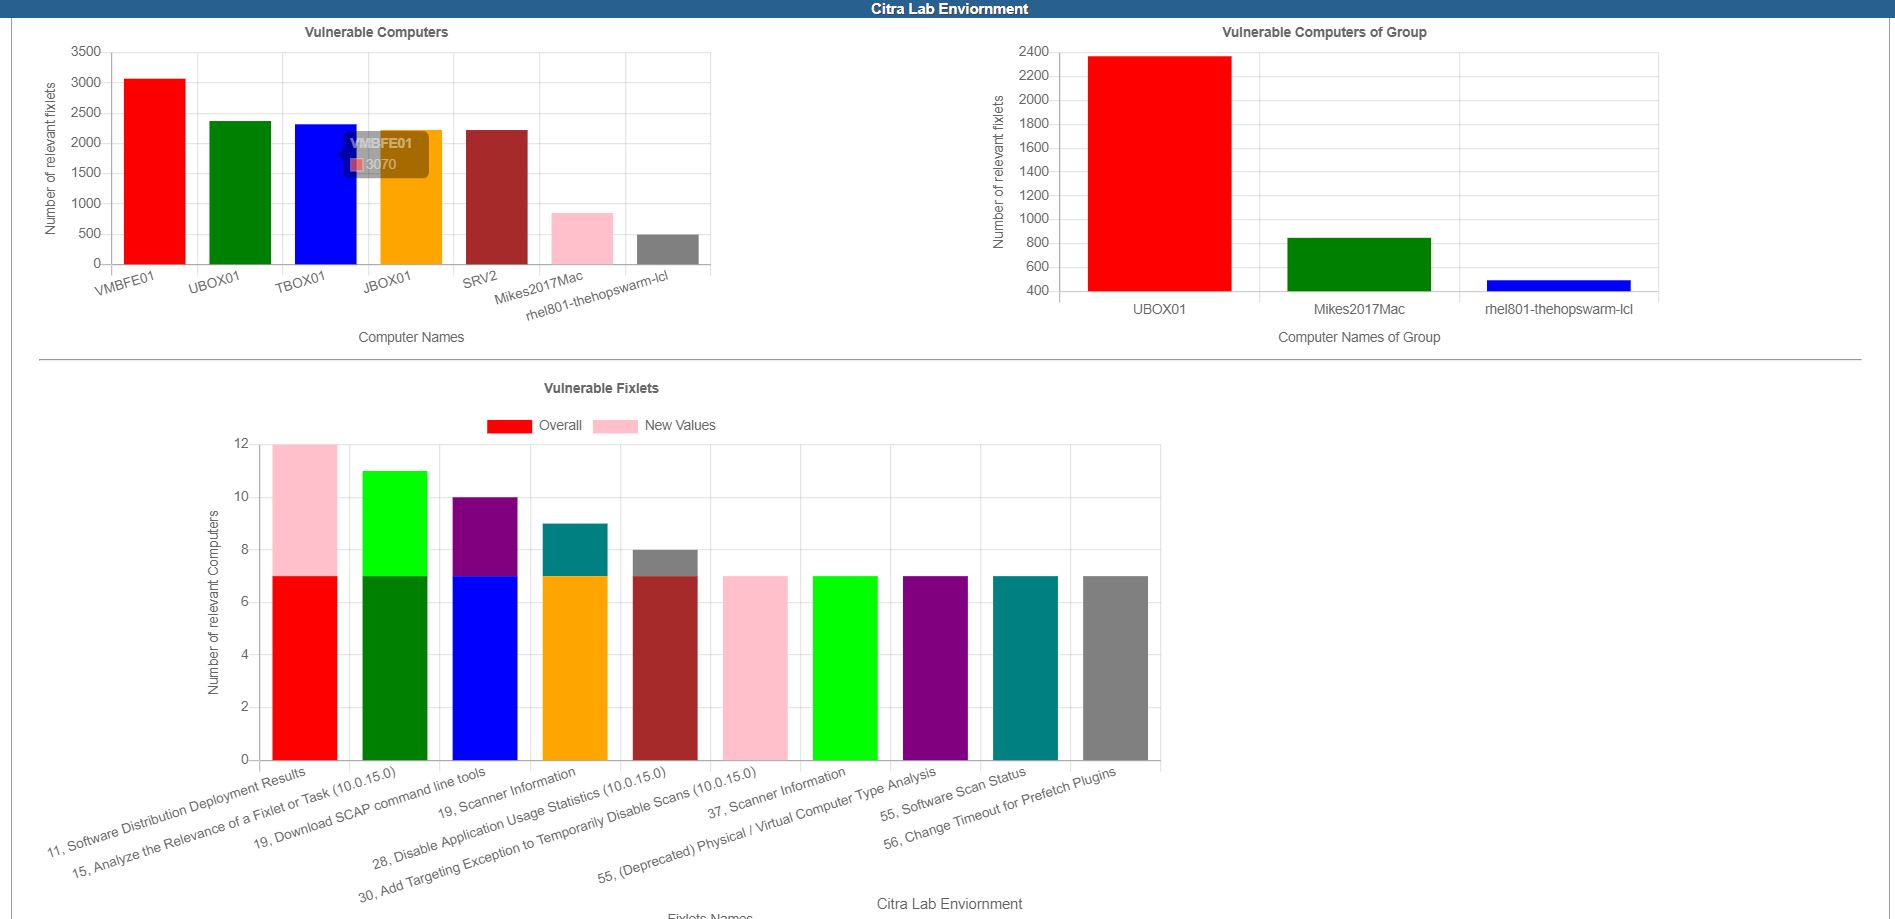 Citra Lab Enviornment
Vulnerable Computers
3500
3000
2500
2000
1500
1000
500
0
Number of relevant fixlets
VMBFE01
3070
VMBFE01
UBOX01
TBOX01
JBOX01
SRV2
Mikes2017Mac
rhel801-thehopswarm-lcl
Computer Names
Vulnerable Computers of Group
2400
2200
2000
1800
1600
1400
1200
1000
800
600
400
Number of relevant fixlets
UBOX01
Mikes2017Mac
rhel801-thehopswarm-lcl
Computer Names of Group
Vulnerable Fixlets
Overall
New Values
12
10
8
6
4
2
0
Number of relevant Computers
11, Software Distribution Deployment Results
15, Analyze the Relevance of a Fixlet or Task (10.0.15.0)
19, Download SCAP command line tools
19, Scanner Information
28, Disable Application Usage Statistics (10.0.15.0)
30, Add Targeting Exception to Temporarily Disable Scans (10.0.15.0)
37, Scanner Information
55, (Deprecated) Physical / Virtual Computer Type Analysis
55, Software Scan Status
56, Change Timeout for Prefetch Plugins
Citra Lab Enviornment
Fixlets Names